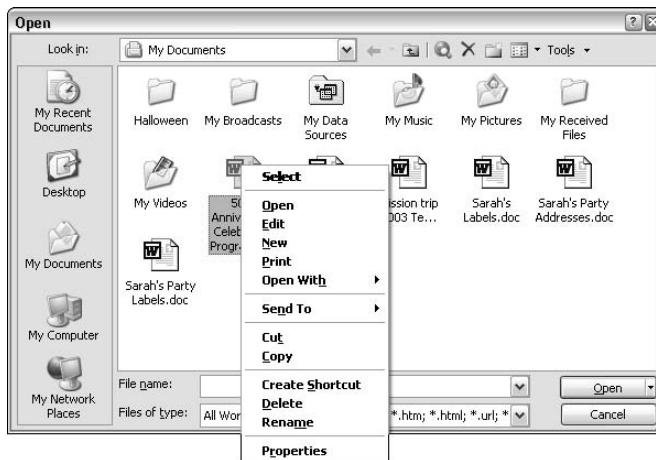 Open
Look in:
My Documents
Tools
My Recent
Documents
Desktop
My Documents
My Computer
My Network
Places
Halloween
My Broadcasts
My Data
Sources
My Music
My Pictures
My Received
Files
My Videos
50
Anniv
Celeb
Progr
ission trip
003 Te...
Sarah's
Labels.doc
Sarah's Party
Addresses.doc
Sarah's Party
Labels.doc
Select
Open
Edit
New
Print
Open With
Send To
Cut
Copy
Create Shortcut
Delete
Rename
Properties
File name:
Open
Files of type:
All Wor
*.htm; *.html; *.url; *
Cancel